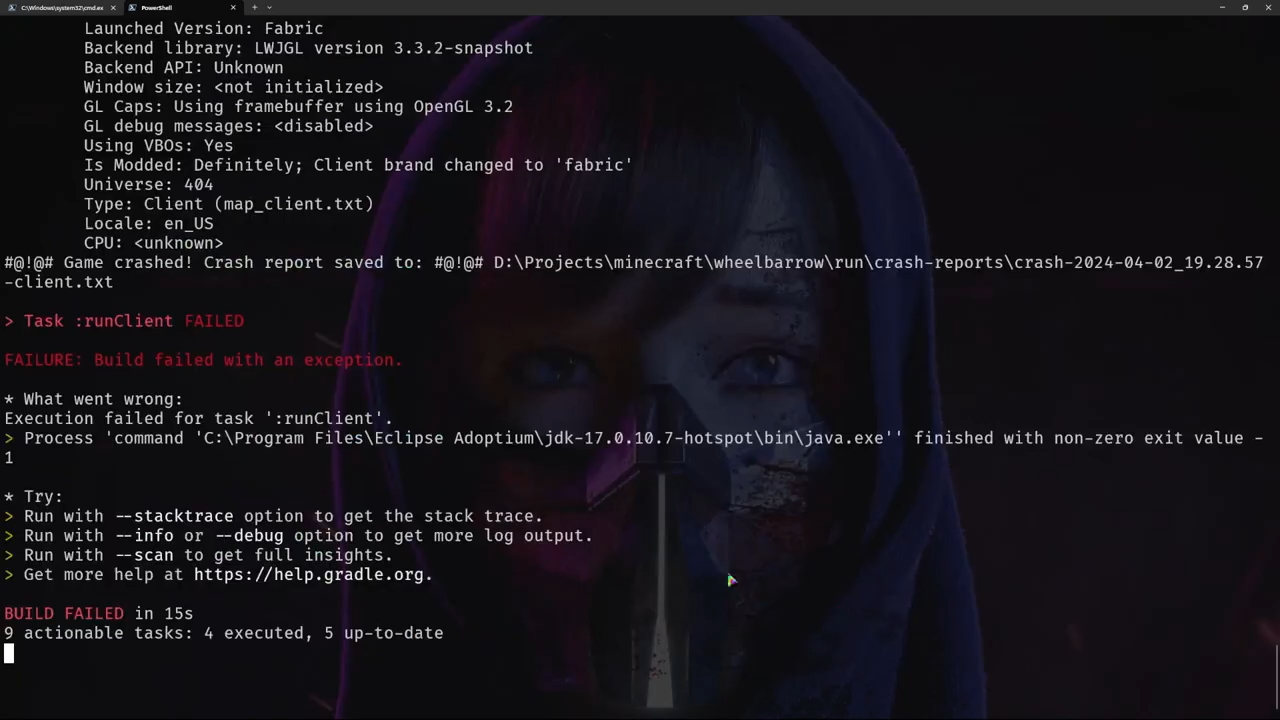 C:\Windows\system32\cmd.ex
PowerShell
Launched Version: Fabric
Backend library: LWJGL version 3.3.2-snapshot
Backend API: Unknown
Window size: <not initialized>
GL Caps: Using framebuffer using OpenGL 3.2
GL debug messages: <disabled>
Using VBOs: Yes
Is Modded: Definitely; Client brand changed to 'fabric'
Universe: 404
Type: Client (map_client.txt)
Locale: en_US
CPU: <unknown>
#@!@# Game crashed! Crash report saved to: #@!@# D:\Projects\minecraft\wheelbarrow\run\crash-reports\crash-2024-04-02_19.28.57
-client.txt
> Task :runClient FAILED
FAILURE: Build failed with an exception.
* What went wrong:
Execution failed for task ':runClient'.
> Process 'command 'C:\Program Files\Eclipse Adoptium\jdk-17.0.10.7-hotspot\bin\java.exe'' finished with non-zero exit value -
1
* Try:
> Run with --stacktrace option to get the stack trace.
> Run with --info or --debug option to get more log output.
> Run with --scan to get full insights.
> Get more help at https://help.gradle.org.
BUILD FAILED in 15s
9 actionable tasks: 4 executed, 5 up-to-date